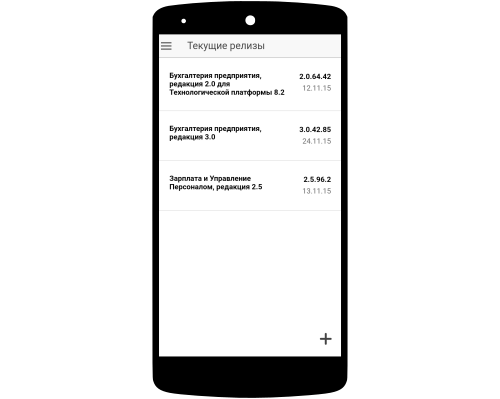 Текущие релизы
Бухгалтерия предприятия,
редакция 2.0 для
Технологической платформы 8.2
2.0.64.42
12.11.15
Бухгалтерия предприятия,
редакция 3.0
3.0.42.85
24.11.15
Зарплата и Управление
Персоналом, редакция 2.5
2.5.96.2
13.11.15